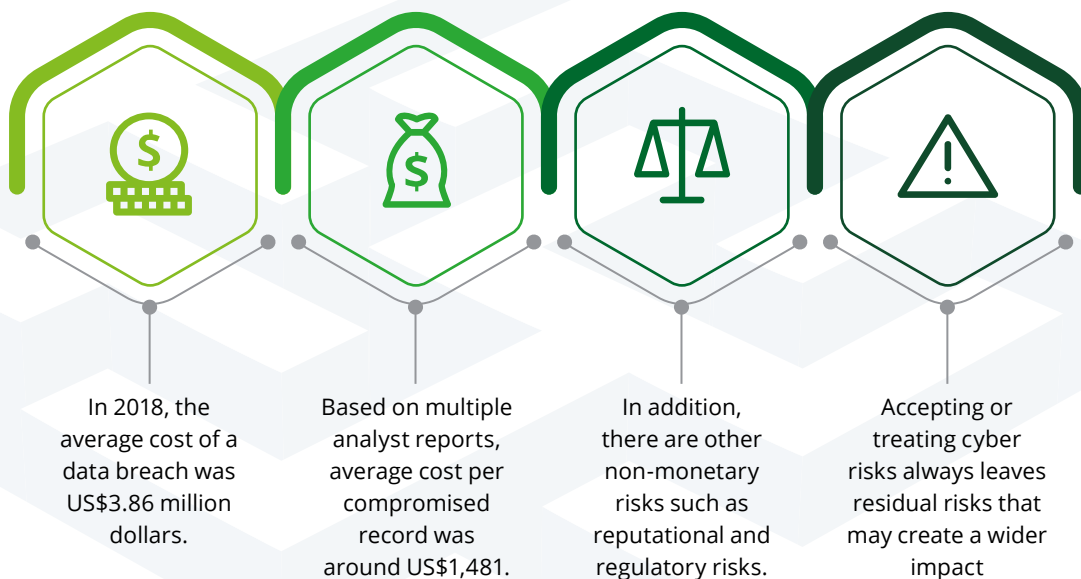 $
$
In 2018, the
average cost of a
data breach was
US$3.86 million
dollars.
Based on multiple
analyst reports,
average cost per
compromised
record was
around US$1,481.
In addition,
there are other
non-monetary
risks such as
reputational and
regulatory risks.
Accepting or
treating cyber
risks always leaves
residual risks that
may create a wider
impact